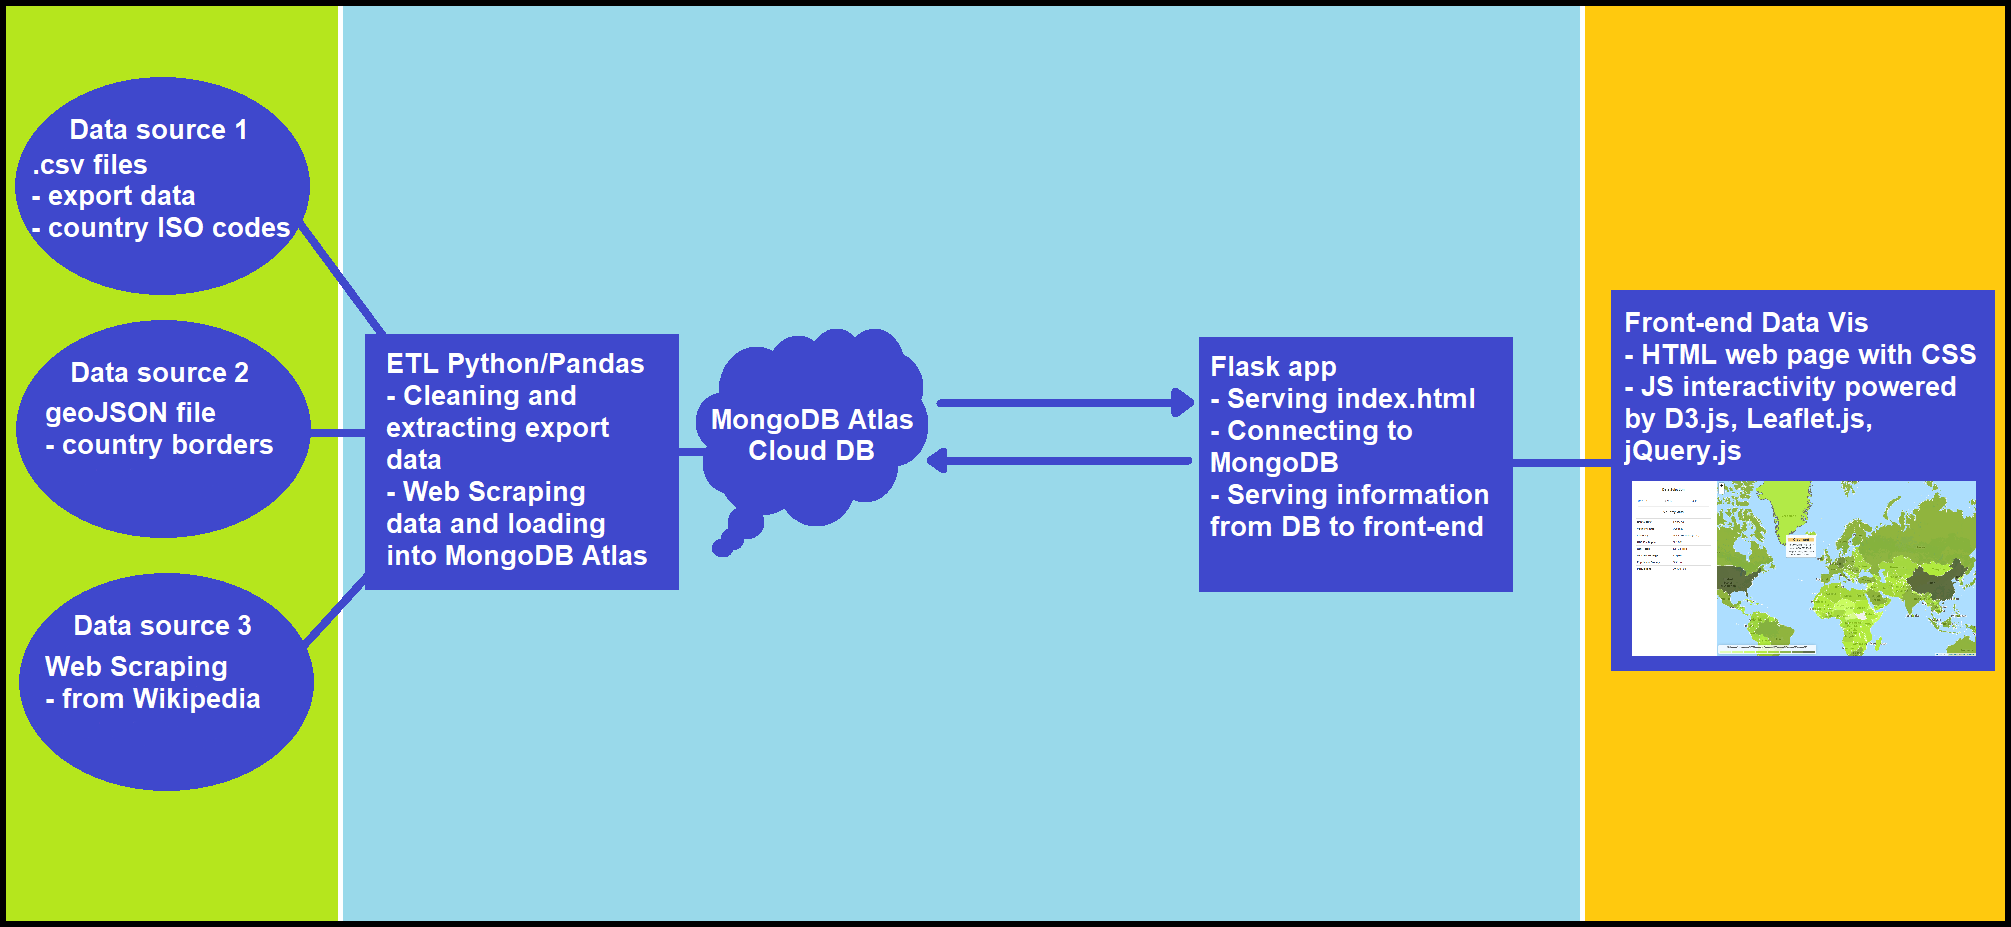 Data source 1
.csv files
- export data
- country ISO codes
Data source 2
geoJSON file
- country borders
Data source 3
Web Scraping
- from Wikipedia
ETL Python/Pandas
- Cleaning and
extracting export
data
- Web Scraping
data and loading
into MongoDB Atlas
MongoDB Atlas
Cloud DB
Flask app
- Serving index.html
- Connecting to
MongoDB
- Serving information
from DB to front-end
Front-end Data Vis
- HTML web page with CSS
- JS interactivity powered
by D3.js, Leaflet.js,
jQuery.js